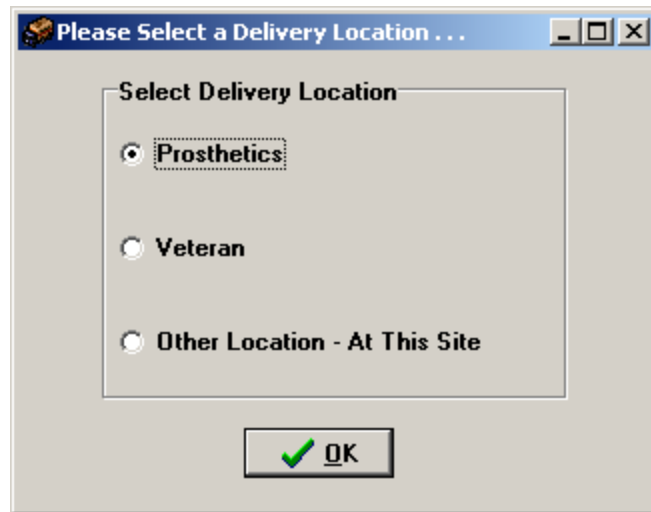 Please Select a Delivery Location . . .
Select Delivery Location
Prosthetics
Veteran
Other Location - At This Site
OK